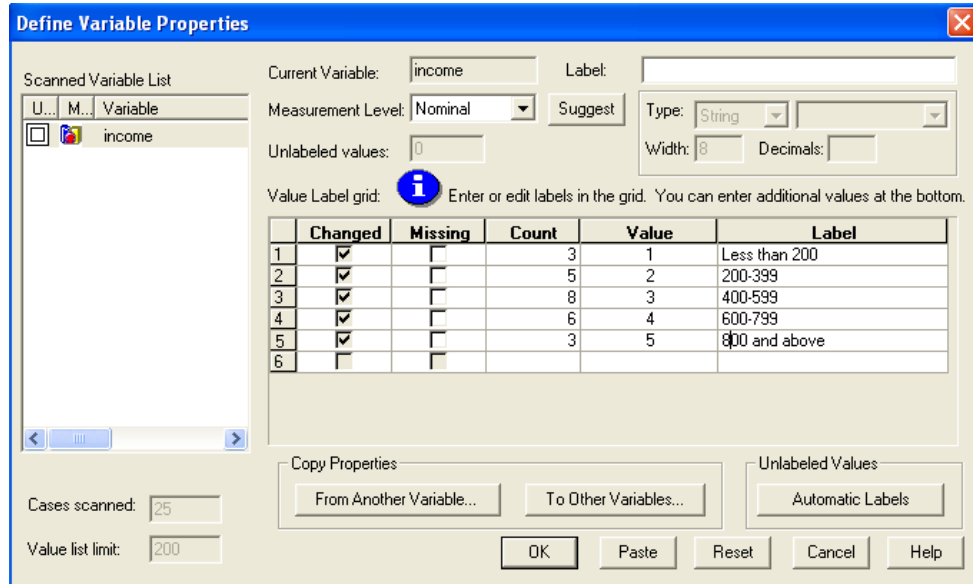 Define Variable Properties
Scanned Variable List
U... M... Variable
income
Cases scanned: 25
Value list limit: 200
Current Variable: income Label:
Measurement Level: Nominal Suggest
Type: String
Unlabeled values: 0
Width: 8 Decimals:
Value Label grid: i Enter or edit labels in the grid. You can enter additional values at the bottom.
Changed Missing Count Value Label
1 3 1 Less than 200
2 5 2 200-399
3 8 3 400-599
4 6 4 600-799
5 3 5 800 and above
6
Copy Properties
From Another Variable... To Other Variables...
Unlabeled Values
Automatic Labels
OK Paste Reset Cancel Help